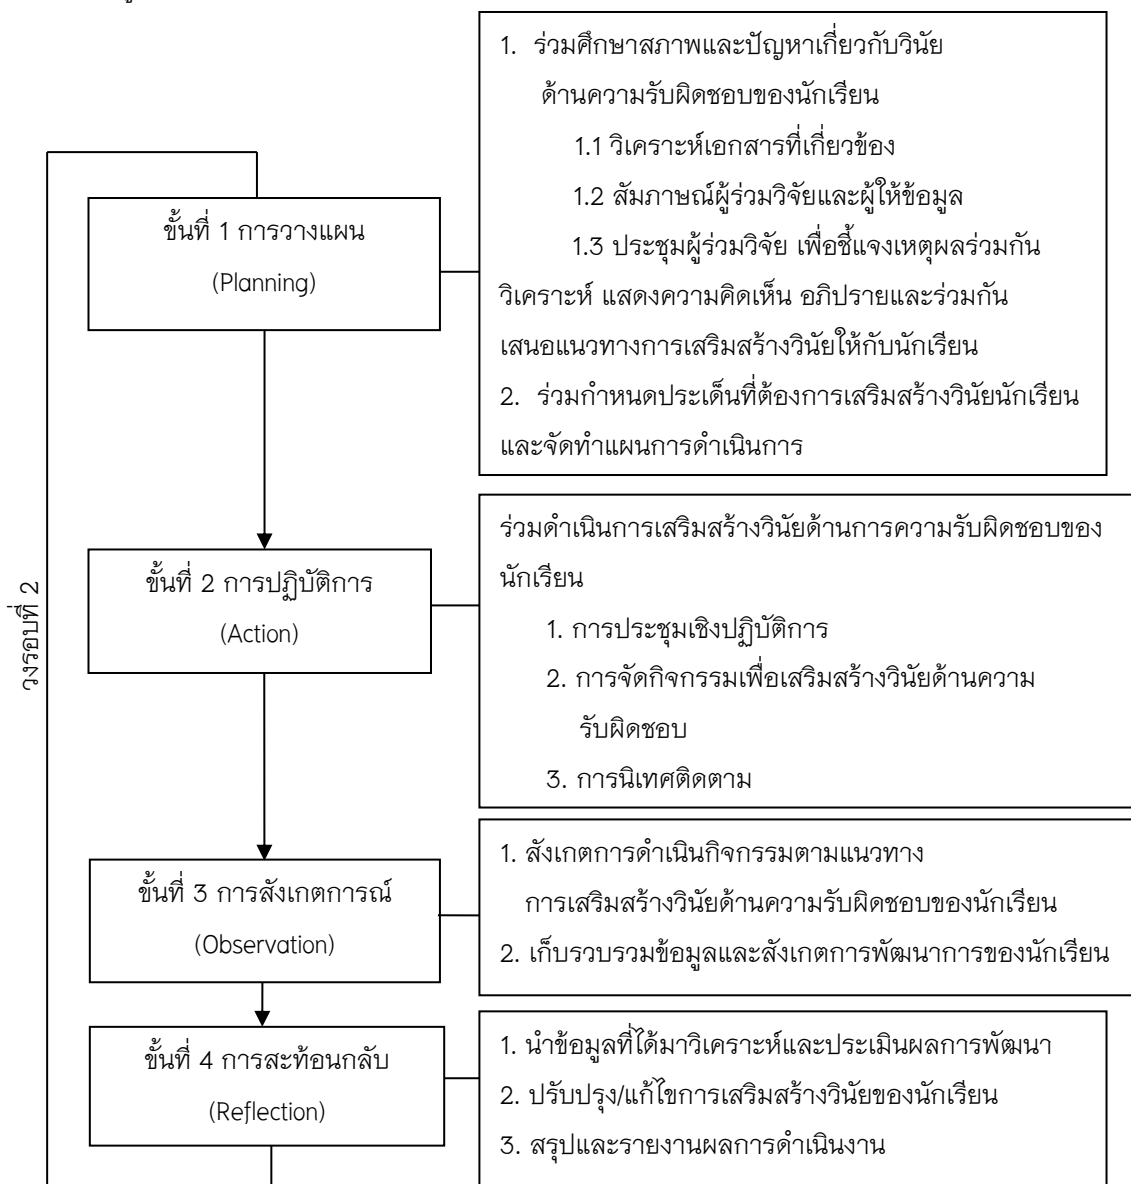 1. ร่วมศึกษาสภาพและปัญหาเกี่ยวกับวินัย
ด้านความรับผิดชอบของนักเรียน
1.1 วิเคราะห์เอกสารที่เกี่ยวข้อง
1.2 สัมภาษณ์ผู้ร่วมวิจัยและผู้ให้ข้อมูล
1.3 ประชุมผู้ร่วมวิจัย เพื่อชี้แจงเหตุผลร่วมกัน
วิเคราะห์ แสดงความคิดเห็น อภิปรายและร่วมกัน
เสนอแนวทางการเสริมสร้างวินัยให้กับนักเรียน
2. ร่วมกำหนดประเด็นที่ต้องการเสริมสร้างวินัยนักเรียน
และจัดทำแผนการดำเนินการ
ขั้นที่ 1 การวางแผน
(Planning)
ร่วมดำเนินการเสริมสร้างวินัยด้านการความรับผิดชอบของ
นักเรียน
1. การประชุมเชิงปฏิบัติการ
2. การจัดกิจกรรมเพื่อเสริมสร้างวินัยด้านความ
รับผิดชอบ
3. การนิเทศติดตาม
ขั้นที่ 2 การปฏิบัติการ
(Action)
วงรอบที่ 2
1. สังเกตการดำเนินกิจกรรมตามแนวทาง
การเสริมสร้างวินัยด้านความรับผิดชอบของนักเรียน
2. เก็บรวบรวมข้อมูลและสังเกตการพัฒนาการของนักเรียน
ขั้นที่ 3 การสังเกตการณ์
(Observation)
1. นำข้อมูลที่ได้มาวิเคราะห์และประเมินผลการพัฒนา
2. ปรับปรุง/แก้ไขการเสริมสร้างวินัยของนักเรียน
3. สรุปและรายงานผลการดำเนินงาน
ขั้นที่ 4 การสะท้อนกลับ
(Reflection)